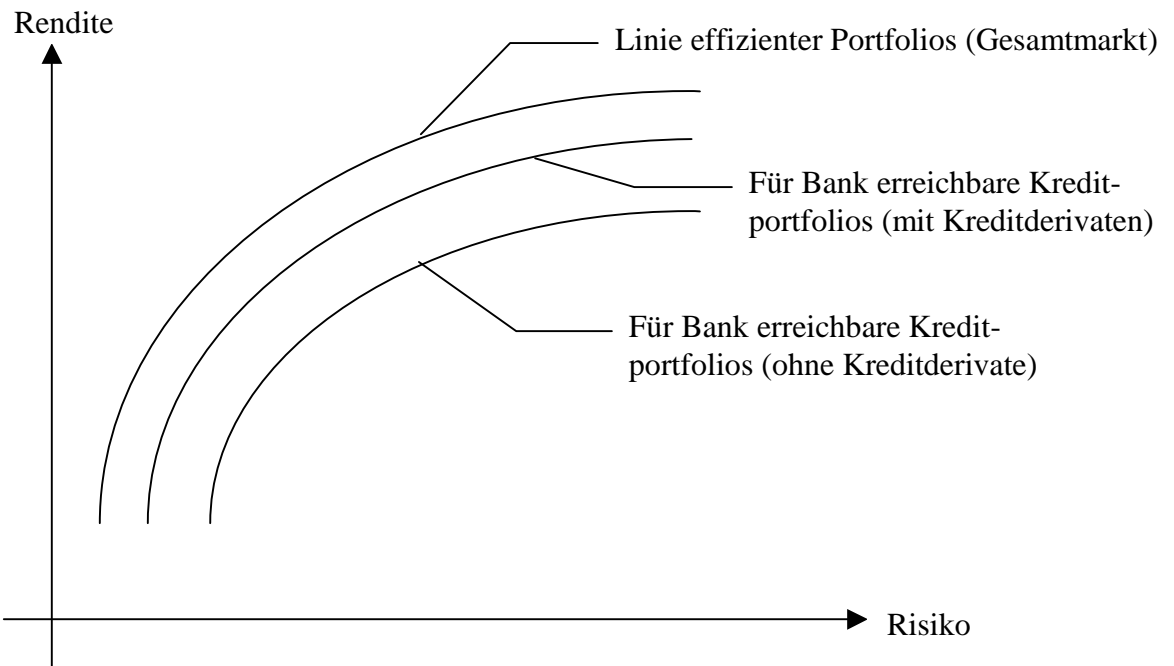 Rendite
Linie effizienter Portfolios (Gesamtmarkt)
Für Bank erreichbare Kredit-
portfolios (mit Kreditderivaten)
Für Bank erreichbare Kredit-
portfolios (ohne Kreditderivate)
Risiko